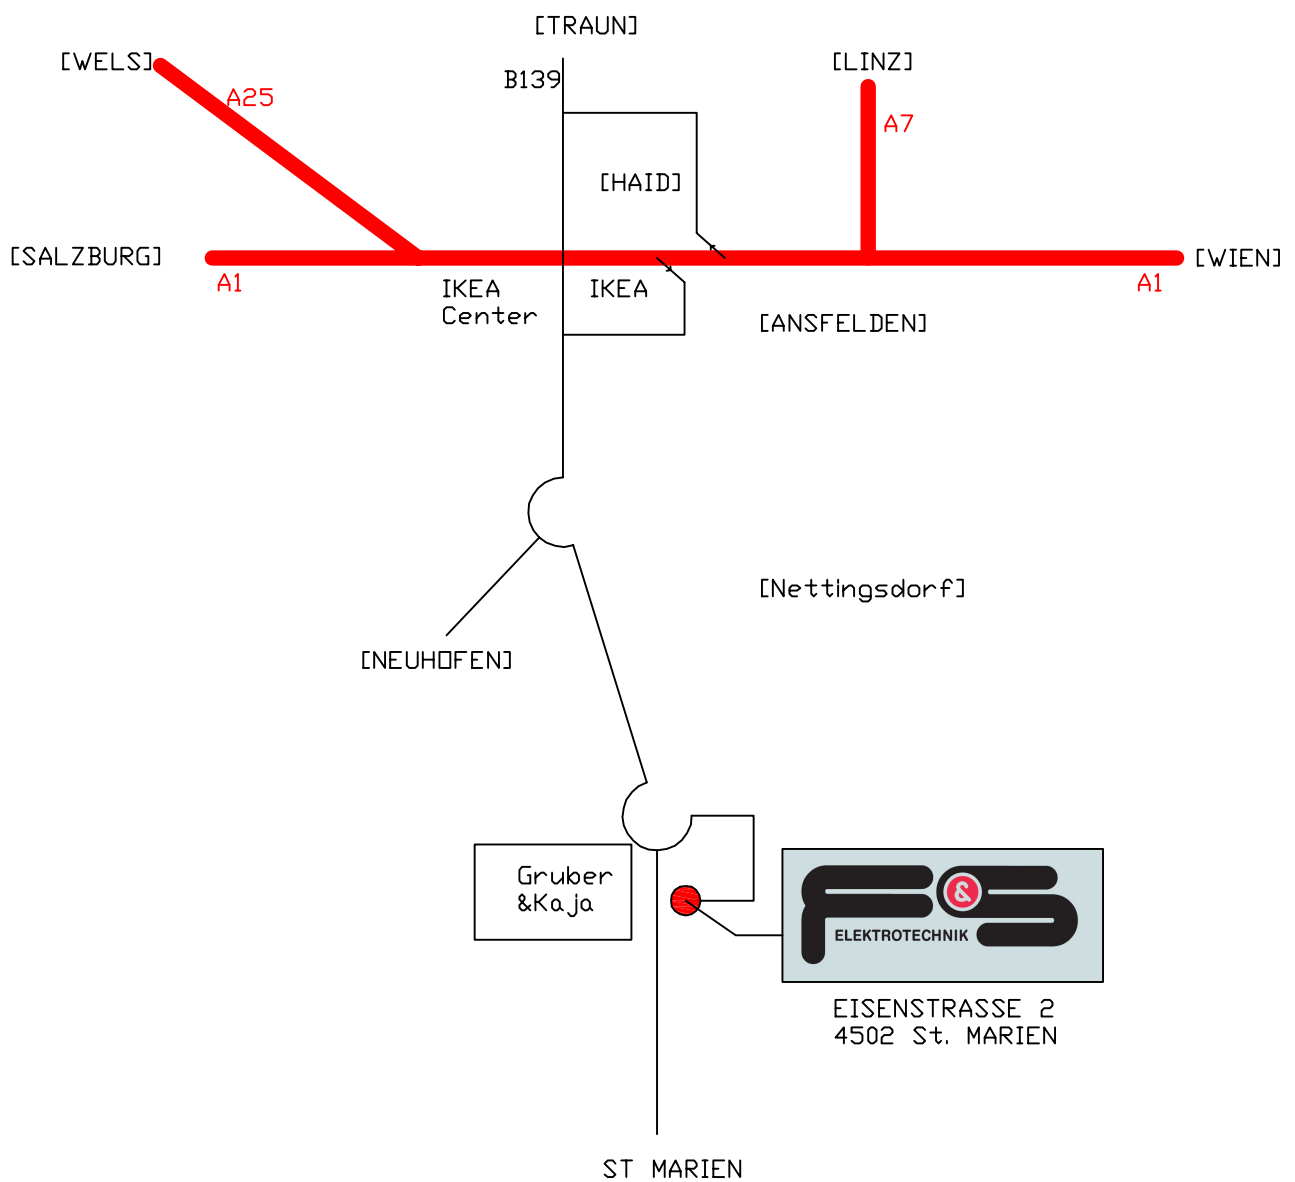 [TRAUN]
[WELS]
[LINZ]
B139
A25
A7
[HAID]
[SALZBURG]
[WIEN]
A1
A1
IKEA
Center
IKEA
[ANSFELDEN]
[Nettingsdorf]
[NEUHOFEN]
Gruber
&Kaja
F&S
ELEKTROTECHNIK
EISENSTRASSE 2
4502 St. MARIEN
ST MARIEN